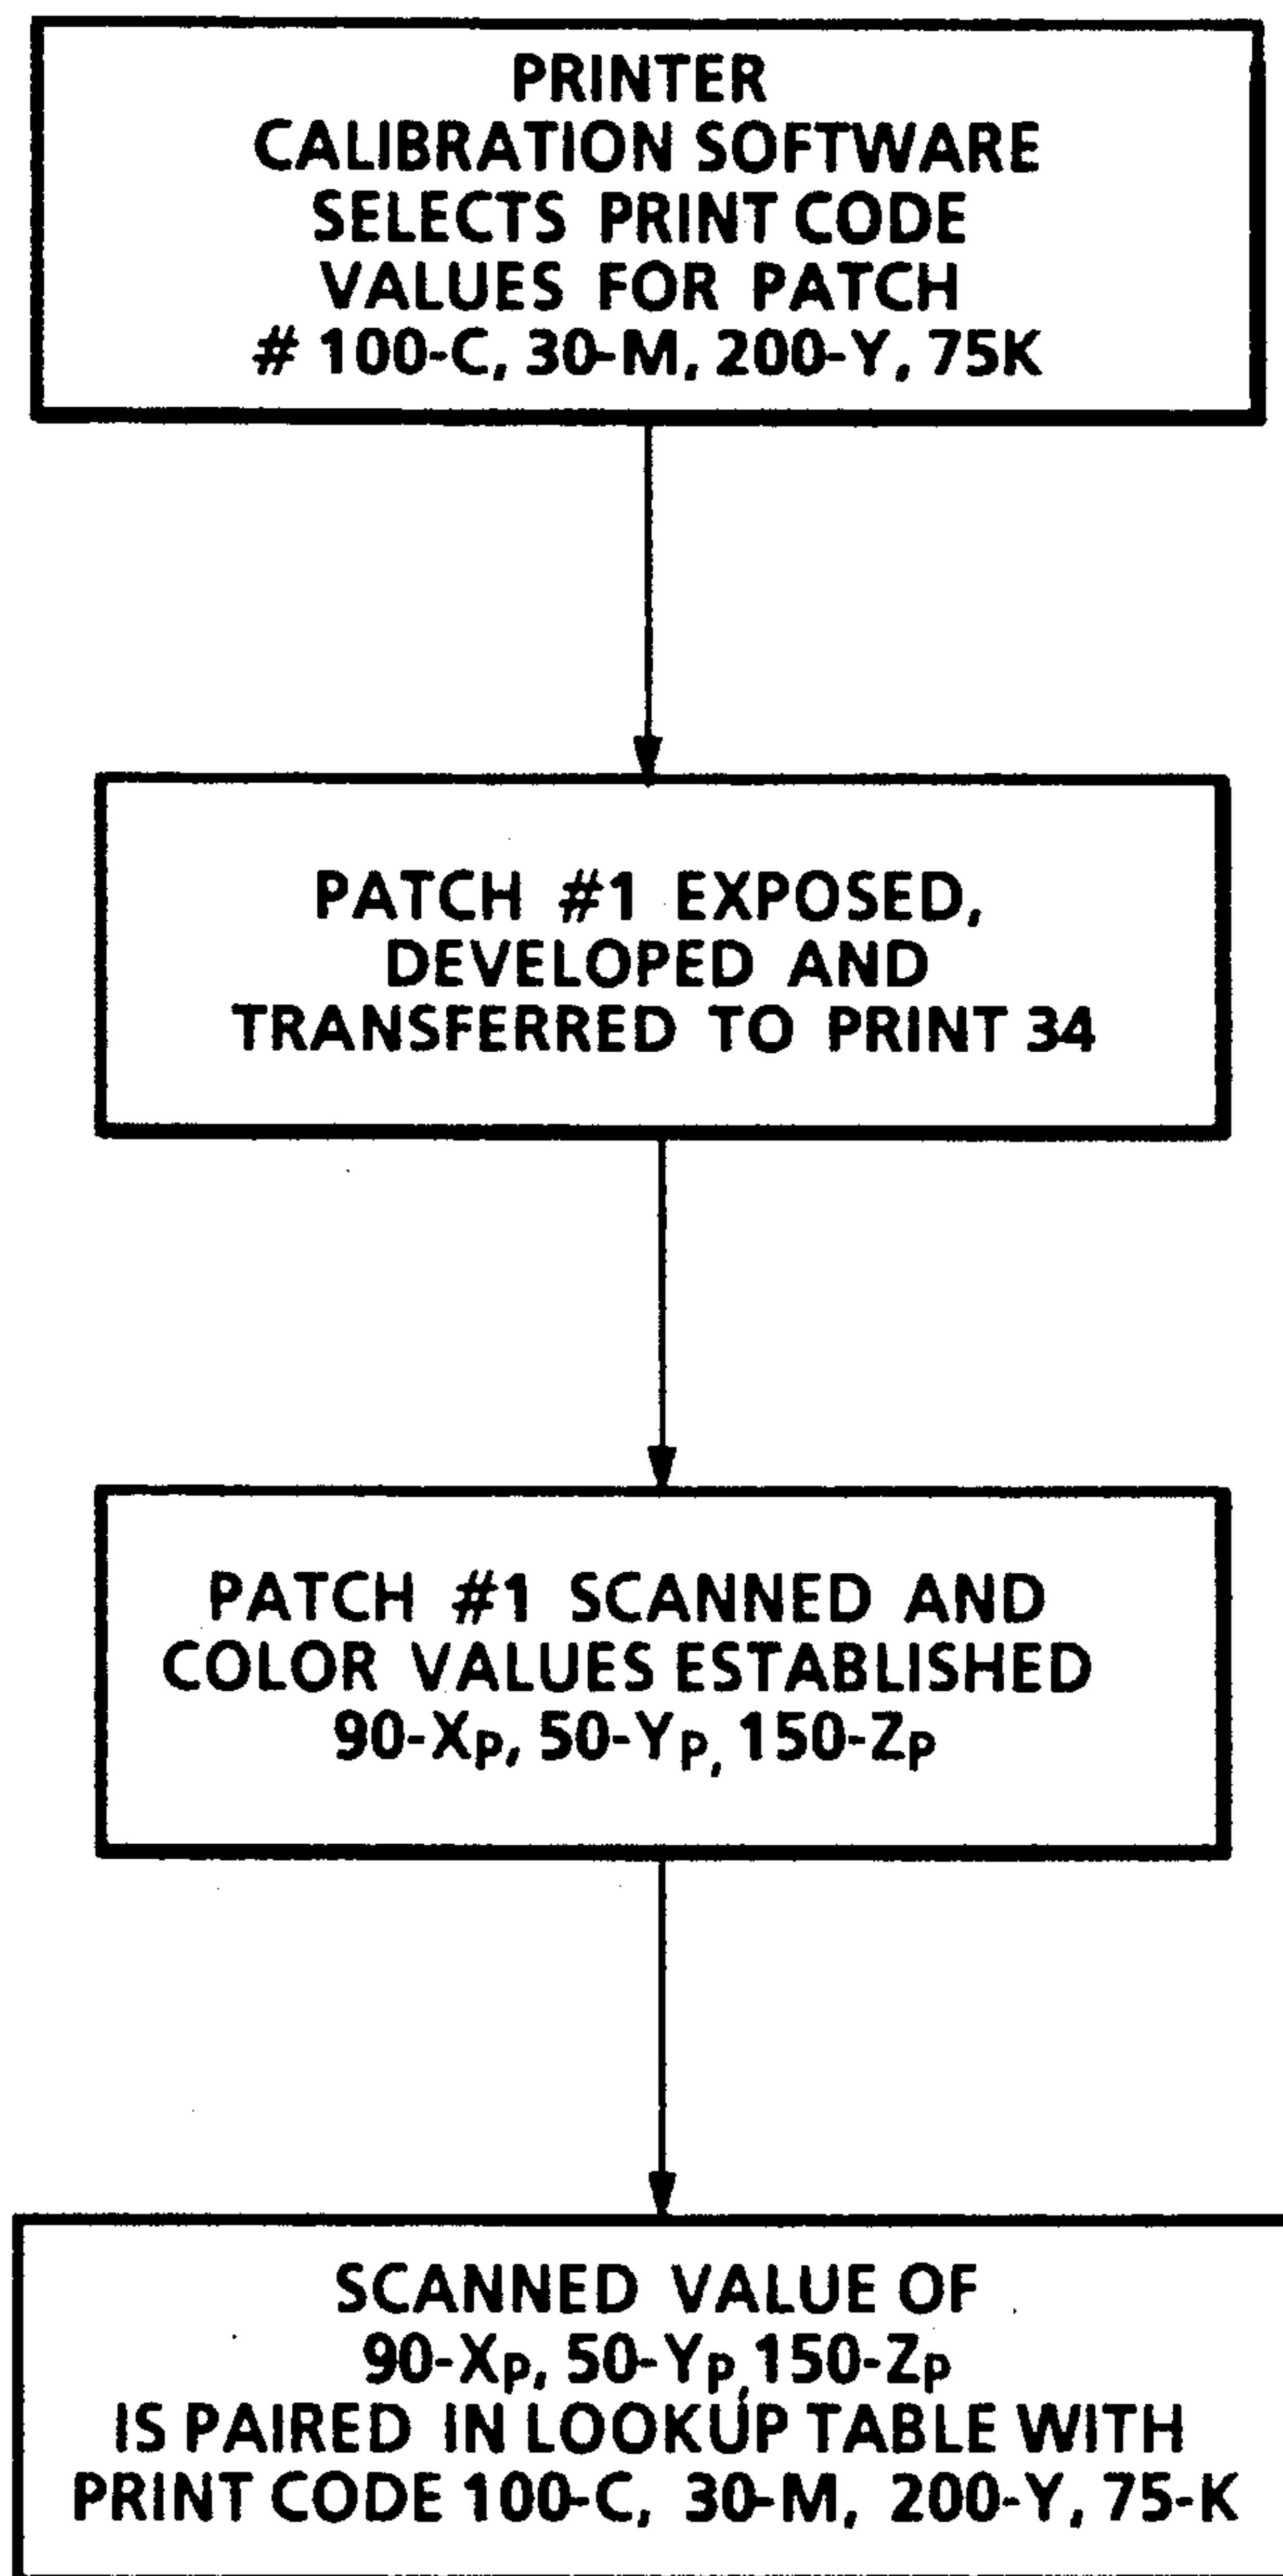 PRINTER
CALIBRATION SOFTWARE
SELECTS PRINT CODE
VALUES FOR PATCH
# 100-C, 30-M, 200-Y, 75K
PATCH #1 EXPOSED,
DEVELOPED AND
TRANSFERRED TO PRINT 34
PATCH #1 SCANNED AND
COLOR VALUES ESTABLISHED
90-Xp, 50-Yp, 150-Zp
SCANNED VALUE OF
90-Xp, 50-Yp, 150-Zp
IS PAIRED IN LOOKUP TABLE WITH
PRINT CODE 100-C, 30-M, 200-Y, 75-K